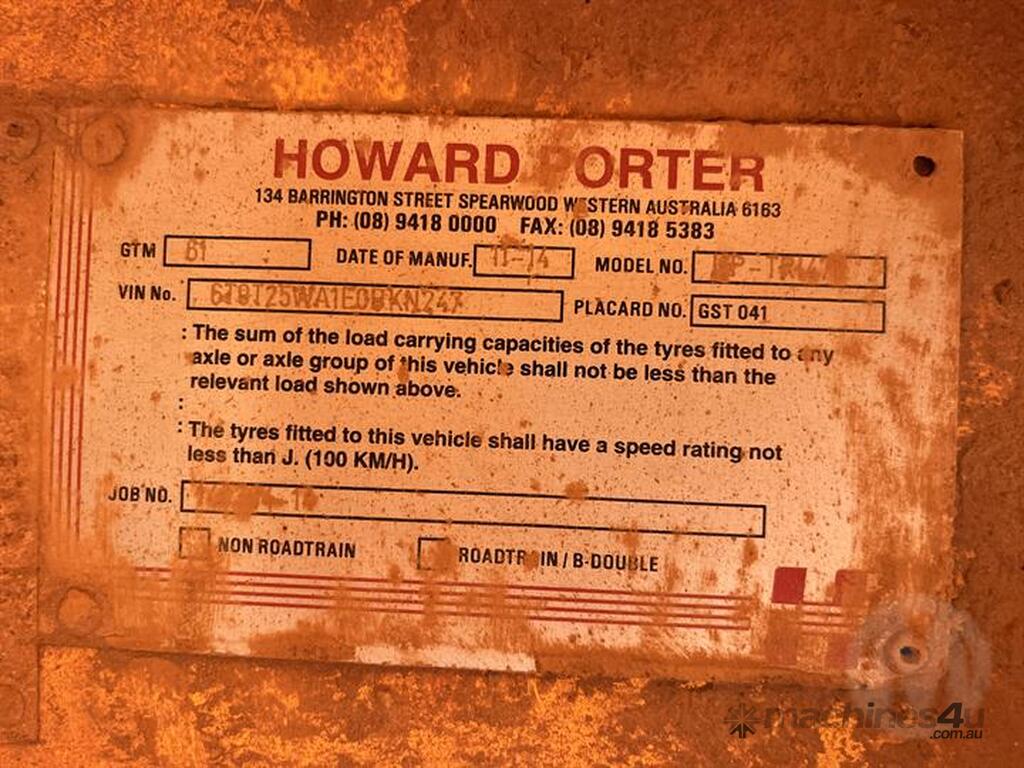 HOWARD PORTER
134 BARRINGTON STREET SPEARWOOD WESTERN AUSTRALIA 6163
PH: (08) 9418 0000 FAX: (08) 9418 5383
GTM 61 DATE OF MANUF. 11-14 MODEL NO.
VIN No. PLACARD NO. GST 041
: The sum of the load carrying capacities of the tyres fitted to any
axle or axle group of this vehicle shall not be less than the
relevant load shown above.
:
: The tyres fitted to this vehicle shall have a speed rating not
less than J. (100 KM/H).
JOB NO.
NON ROADTRAIN ROADTRAIN / B-DOUBLE
machines4u
.com.au